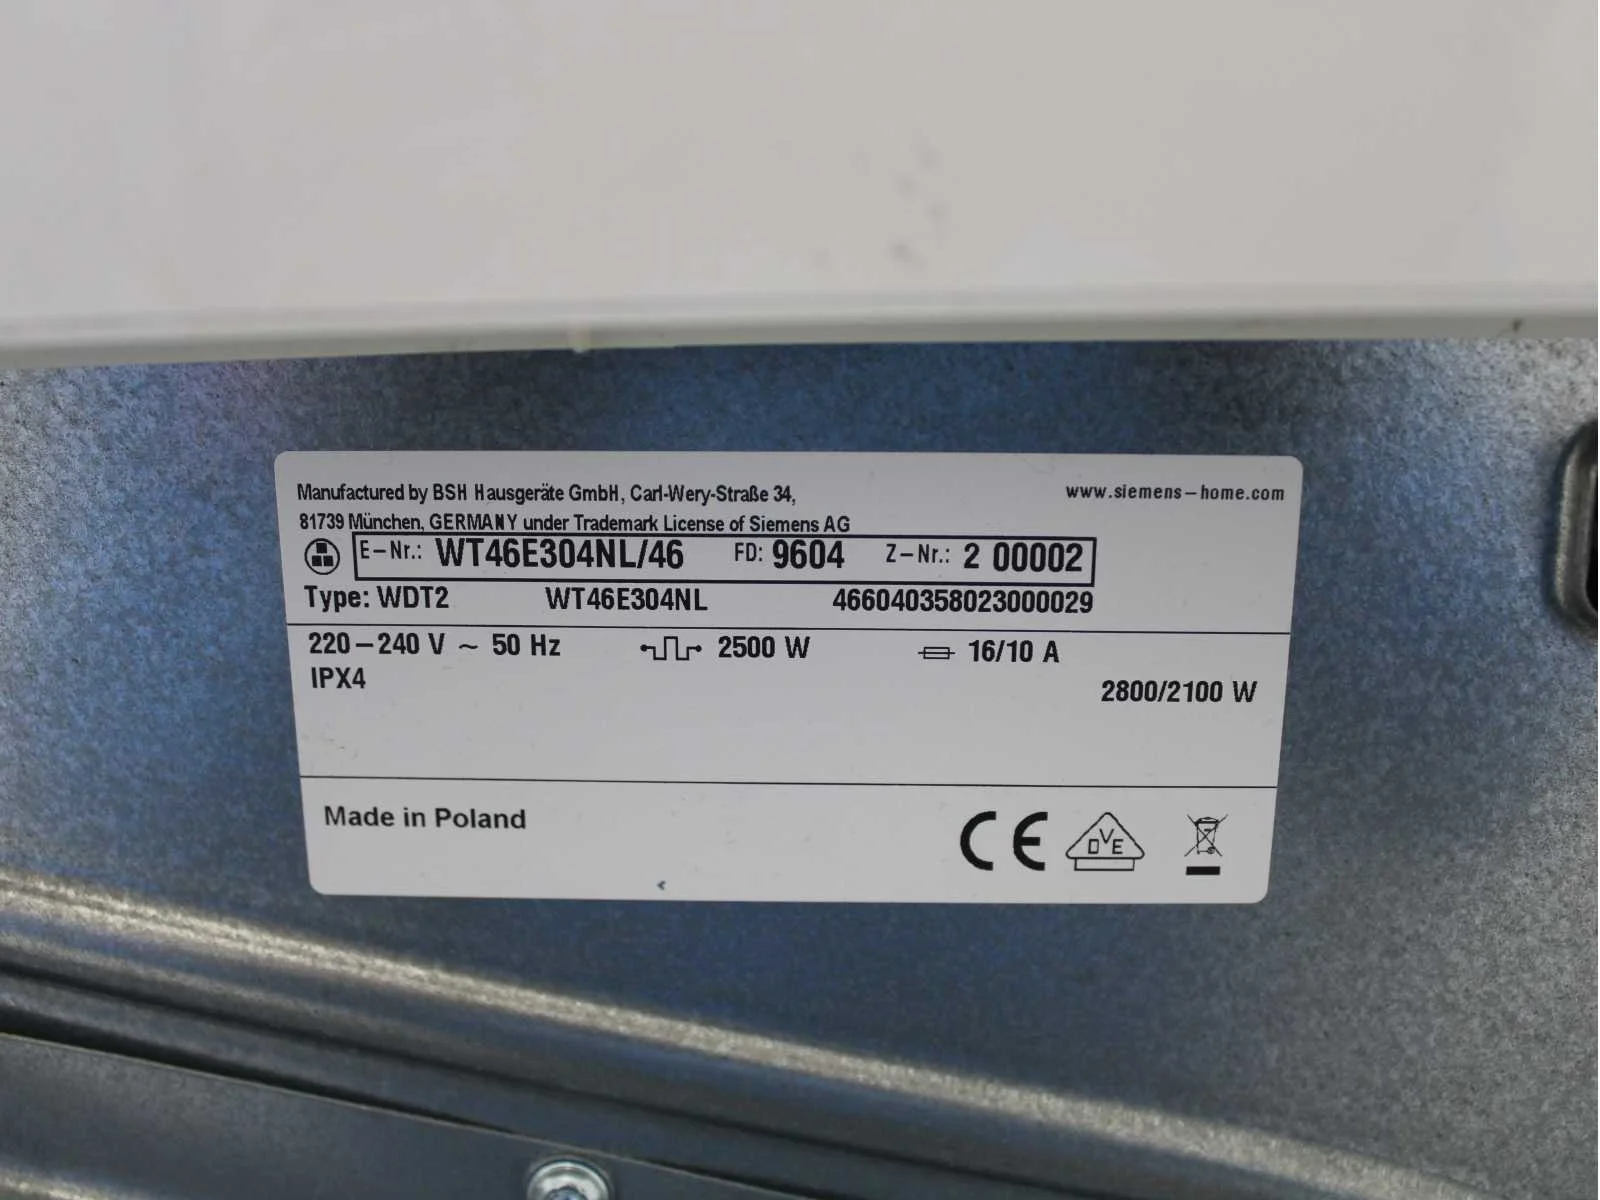 Manufactured by BSH Hausgeräte GmbH, Carl-Wery-Straße 34,
81739 München, GERMANY under Trademark License of Siemens AG
www.siemens-home.com
E-Nr.: WT46E304NL/46 FD: 9604 Z-Nr.: 2 00002
Type: WDT2 WT46E304NL 466040358023000029
220-240 V ~ 50 Hz 2500 W 16/10 A
IPX4 2800/2100 W
Made in Poland CE DVE